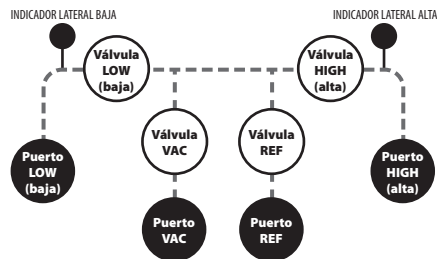 INDICADOR LATERAL BAJA
INDICADOR LATERAL ALTA
Válvula
LOW
(baja)
Válvula
HIGH
(alta)
Válvula
VAC
Válvula
REF
Puerto
LOW
(baja)
Puerto
HIGH
(alta)
Puerto
VAC
Puerto
REF